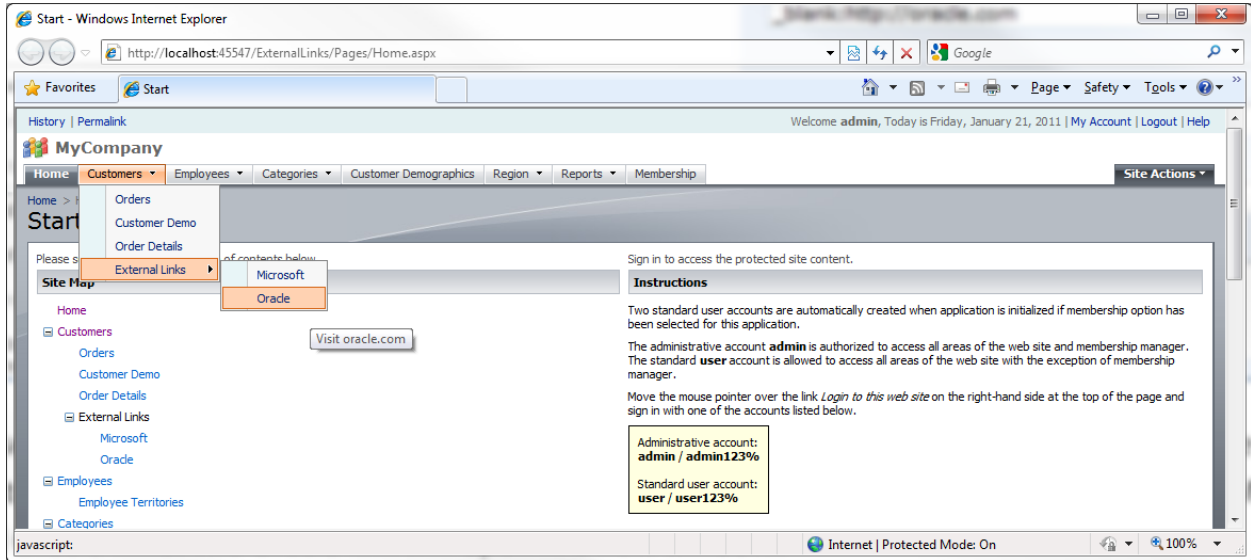 Start - Windows Internet Explorer
_blank:http://oracle.com
http://localhost:45547/ExternalLinks/Pages/Home.aspx
Google
Favorites
Start
Page
Safety
Tools
History | Permalink
Welcome admin, Today is Friday, January 21, 2011 | My Account | Logout | Help
MyCompany
Home Customers Employees Categories Customer Demographics Region Reports Membership Site Actions
Home >
Start
Orders
Customer Demo
Order Details
External Links
Microsoft
Oracle
Visit oracle.com
Please s of contents below
Site Map
Home
Customers
Orders
Customer Demo
Order Details
External Links
Microsoft
Oracle
Employees
Employee Territories
Categories
Sign in to access the protected site content.
Instructions
Two standard user accounts are automatically created when application is initialized if membership option has
been selected for this application.
The administrative account admin is authorized to access all areas of the web site and membership manager.
The standard user account is allowed to access all areas of the web site with the exception of membership
manager.
Move the mouse pointer over the link Login to this web site on the right-hand side at the top of the page and
sign in with one of the accounts listed below.
Administrative account:
admin / admin123%
Standard user account:
user / user123%
javascript:
Internet | Protected Mode: On
100%